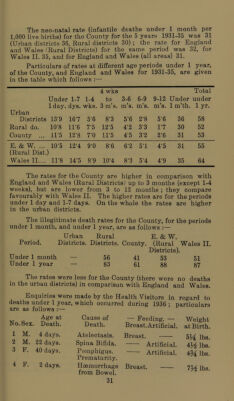 The neo-natal rate (infantile deaths under 1 month per
1,000 live births) for the County for the 5 years 1931-35 was 31
(Urban districts 36, Rural districts 30); the rate for England
and Wales (Rural Districts) for the same period was 32, for
Wales II. 35, and for England and Wales (all areas) 31.
Particulars of rates at different age periods under 1 year,
of the County, and England and Wales for 1931-35, are given
in the table which follows :—
4 wks Total
Under 1-7 1-4 to 3-6 6-9 9-12 Under under
1 day. dys. wks. 3 m's. m's. m's. m's. 1 m'th. 1 yr.
Urban
Districts 13·9 16·7 5·6 8·3 5·6 2·8 5·6 36 58
Rural do. 10·8 11·6 7·5 12·5 4·2 3·3 1·7 30 52
County ... 11·5 12·8 7·0 11·5 4·5 3·2 2·6 31 53
E. & W. ... 10·5 12·4 9·0 8·6 6·2 5·1 4·5 31 55
(Rural Dist.)
Wales II.... 11·8 14·5 8·9 10·4 8·3 5·4 4·9 35 64
The rates for the County are higher in comparison with
England and Wales (Rural Districts) up to 3 months (except 1-4
weeks), but are lower from 3 to 12 months; they compare
favourably with Wales II. The higher rates are for the periods
under 1 day and 1-7 days. On the whole the rates are higher
in the urban districts.
The illegitimate death rates for the County, for the periods
under 1 month, and under 1 year, are as follows :—
Urban Rural E. & W.
Period. Districts. Districts. County. (Rural Wales II.
Districts).
Under 1 month — 56 41 53 51
Under 1 year — 83 61 88 87
The rates were less for the County (there were no deaths
in the urban districts) in comparison with England and Wales.
Enquiries were made by the Health Visitors in regard to
deaths under 1 year, which occurred during 1936; particulars
are as follows :—
Age at Cause of — Feeding. — Weight
No. Sex. Death. Death. Breast. Artificial. at Birth.
1 M. 4 days. Atelectasis. Breast. —— 5¼ lbs.
2 M. 22 days. Spina Bifida. —— Artificial. 4½ lbs.
3 F. 40 days. Pemphigus. —— Artificial. 4¾ lbs.
Prematurity.
4 F. 2 days. Hæmorrhage Breast. —— 7½ lbs.
from Bowel.
31